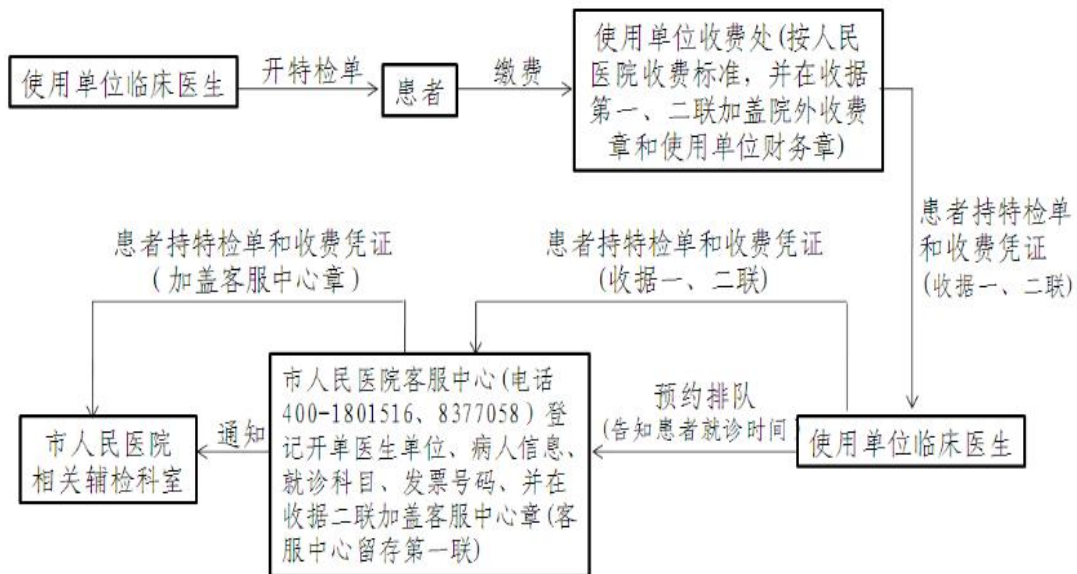 使用单位临床医生
开特检单
患者
缴费
使用单位收费处(按人民
医院收费标准，并在收据
第一、二联加盖院外收费
章和使用单位财务章)
患者持特检单
和收费凭证
(收据一、二联)
患者持特检单和收费凭证
(加盖客服中心章)
患者持特检单和收费凭证
(收据一、二联)
市人民医院
相关辅检科室
通知
市人民医院客服中心(电话
400-1801516、8377058)登
记开单医生单位、病人信息、
就诊科目、发票号码、并在
收据二联加盖客服中心章(客
服中心留存第一联)
预约排队
(告知患者就诊时间)
使用单位临床医生